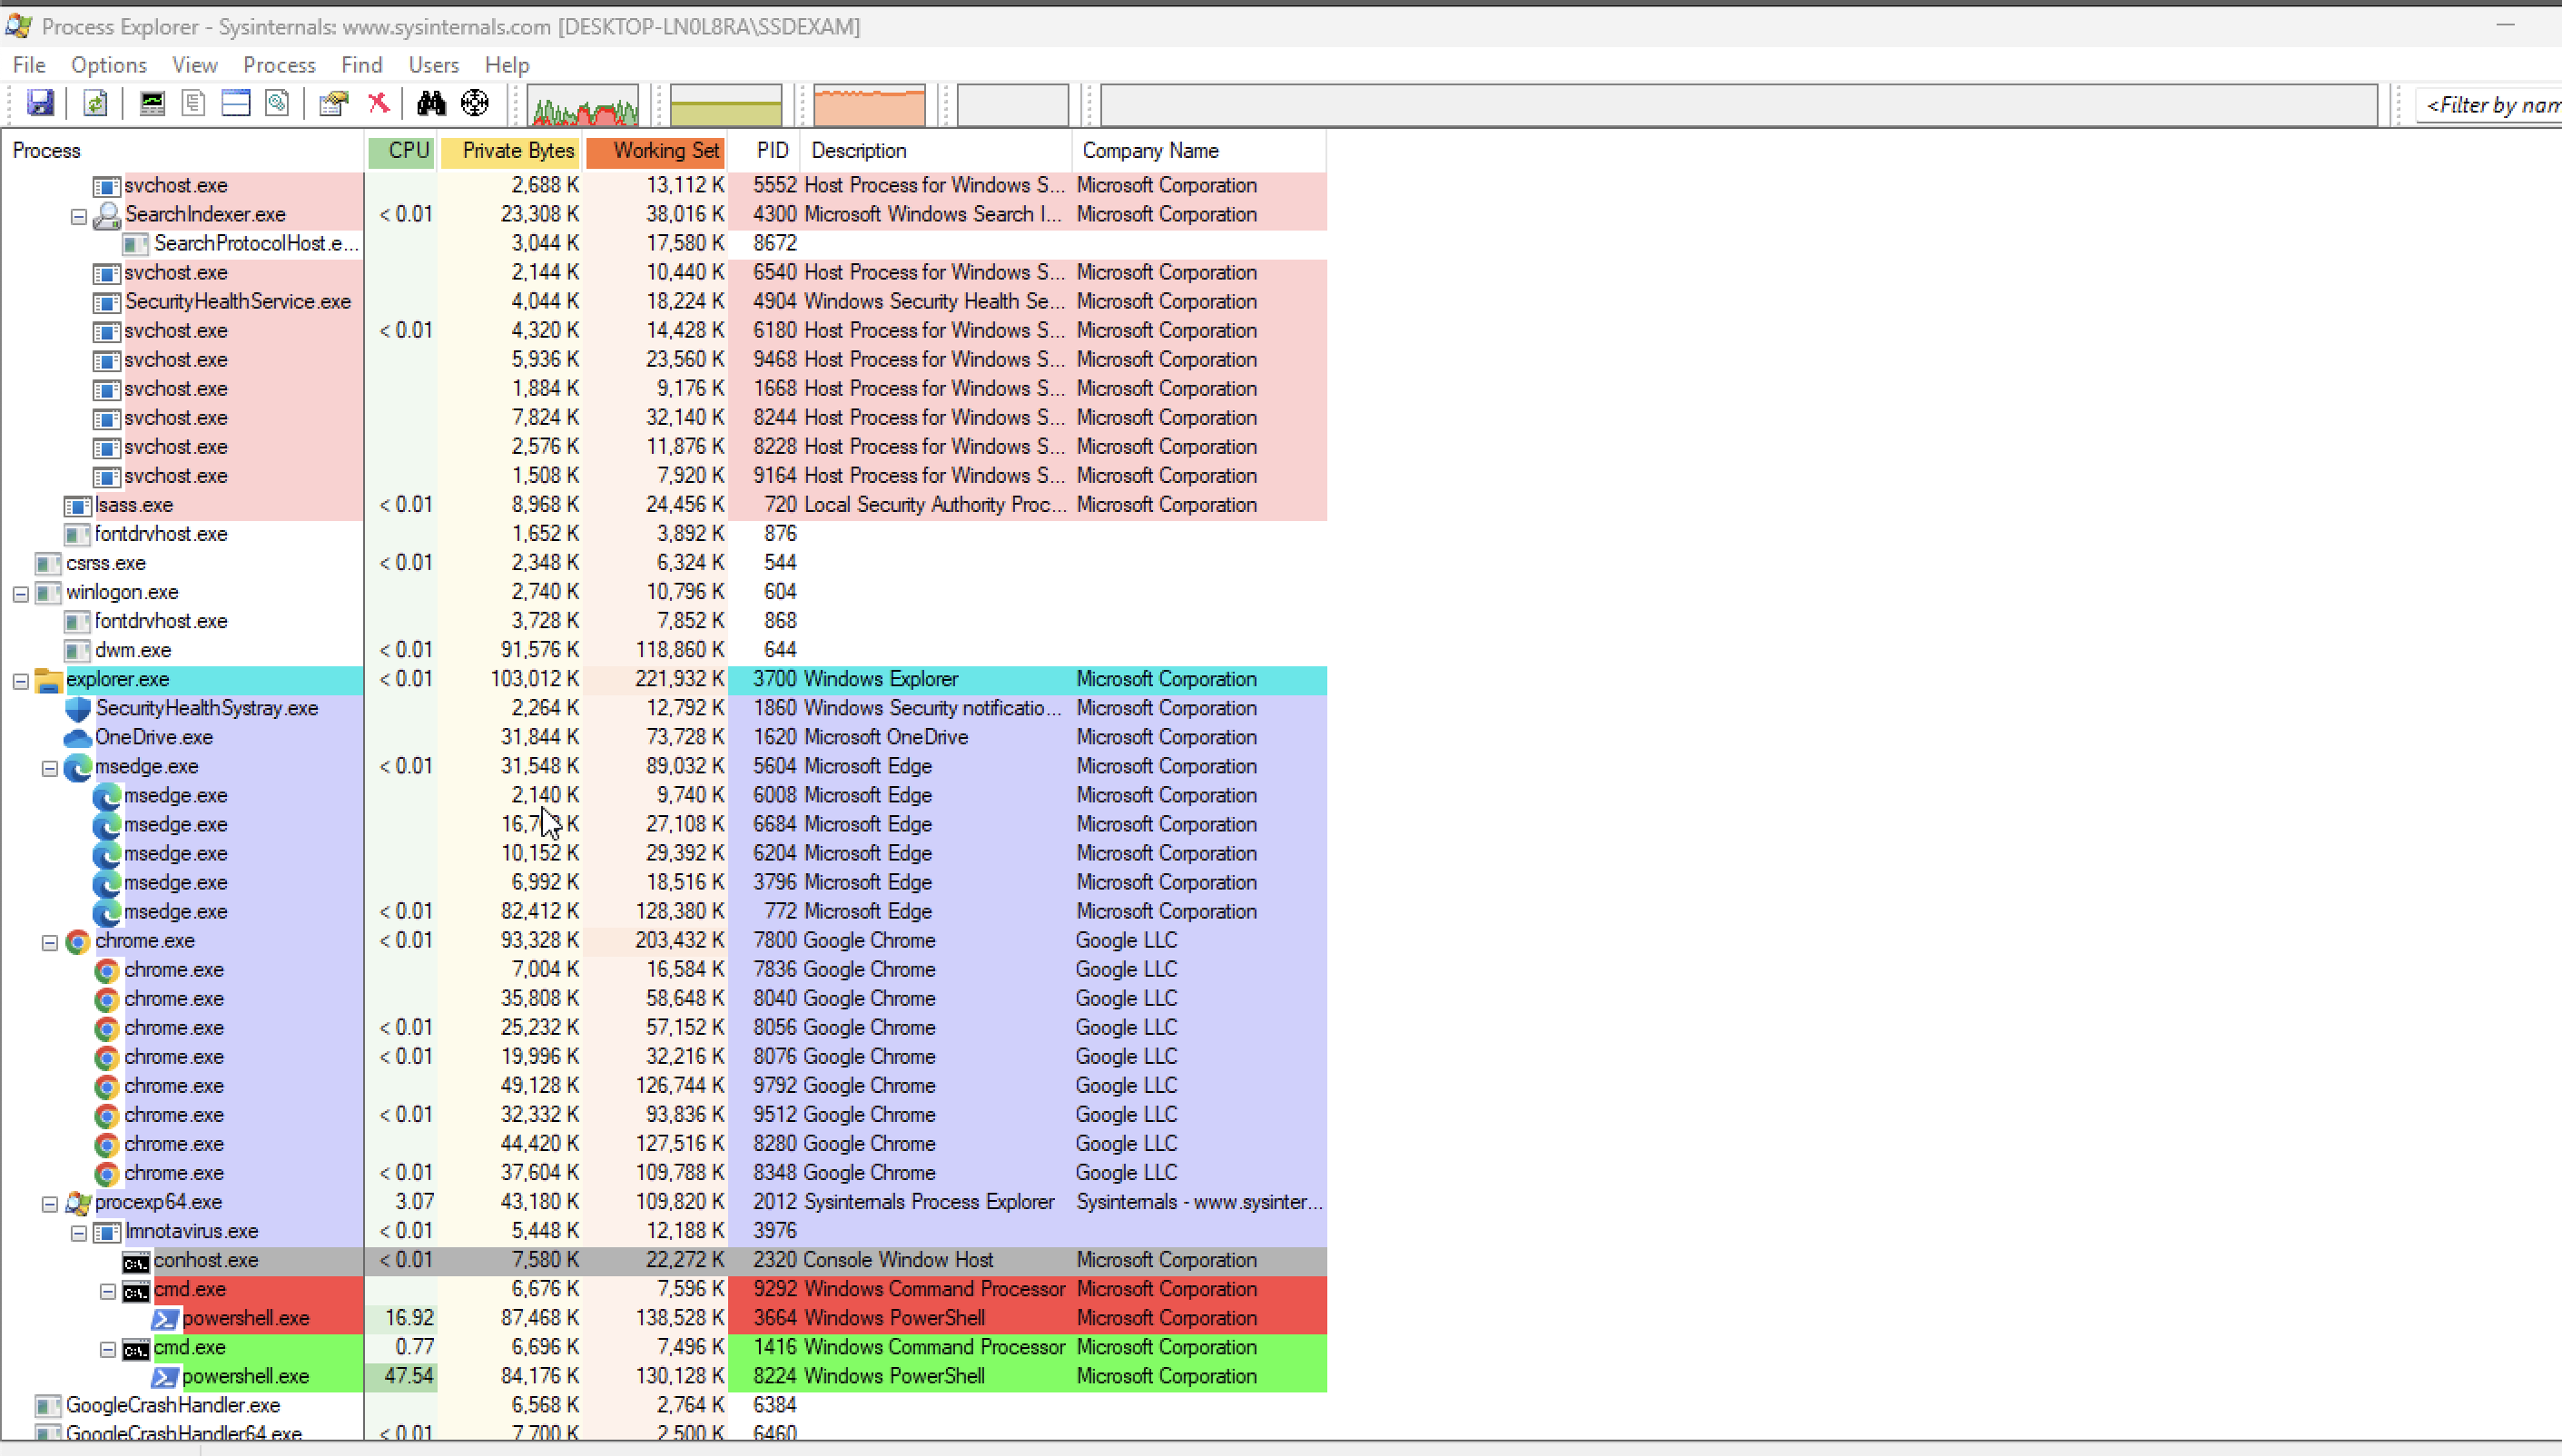 Process Explorer - Sysinternals: www.sysinternals.com [DESKTOP-LN0L8RA\SSDEXAM]
File Options View Process Find Users Help
<Filter by nam
Process CPU Private Bytes Working Set PID Description Company Name
svchost.exe 2,688 K 13,112 K 5552 Host Process for Windows S... Microsoft Corporation
SearchIndexer.exe < 0.01 23,308 K 38,016 K 4300 Microsoft Windows Search I... Microsoft Corporation
SearchProtocolHost.e... 3,044 K 17,580 K 8672
svchost.exe 2,144 K 10,440 K 6540 Host Process for Windows S... Microsoft Corporation
SecurityHealthService.exe 4,044 K 18,224 K 4904 Windows Security Health Se... Microsoft Corporation
svchost.exe < 0.01 4,320 K 14,428 K 6180 Host Process for Windows S... Microsoft Corporation
svchost.exe 5,936 K 23,560 K 9468 Host Process for Windows S... Microsoft Corporation
svchost.exe 1,884 K 9,176 K 1668 Host Process for Windows S... Microsoft Corporation
svchost.exe 7,824 K 32,140 K 8244 Host Process for Windows S... Microsoft Corporation
svchost.exe 2,576 K 11,876 K 8228 Host Process for Windows S... Microsoft Corporation
svchost.exe 1,508 K 7,920 K 9164 Host Process for Windows S... Microsoft Corporation
lsass.exe < 0.01 8,968 K 24,456 K 720 Local Security Authority Proc... Microsoft Corporation
fontdrvhost.exe 1,652 K 3,892 K 876
csrss.exe < 0.01 2,348 K 6,324 K 544
winlogon.exe 2,740 K 10,796 K 604
fontdrvhost.exe 3,728 K 7,852 K 868
dwm.exe < 0.01 91,576 K 118,860 K 644
explorer.exe < 0.01 103,012 K 221,932 K 3700 Windows Explorer Microsoft Corporation
SecurityHealthSystray.exe 2,264 K 12,792 K 1860 Windows Security notificatio... Microsoft Corporation
OneDrive.exe 31,844 K 73,728 K 1620 Microsoft OneDrive Microsoft Corporation
msedge.exe < 0.01 31,548 K 89,032 K 5604 Microsoft Edge Microsoft Corporation
msedge.exe 2,140 K 9,740 K 6008 Microsoft Edge Microsoft Corporation
msedge.exe K 27,108 K 6684 Microsoft Edge Microsoft Corporation
msedge.exe 10,152 K 29,392 K 6204 Microsoft Edge Microsoft Corporation
msedge.exe 6,992 K 18,516 K 3796 Microsoft Edge Microsoft Corporation
msedge.exe < 0.01 82,412 K 128,380 K 772 Microsoft Edge Microsoft Corporation
chrome.exe < 0.01 93,328 K 203,432 K 7800 Google Chrome Google LLC
chrome.exe 7,004 K 16,584 K 7836 Google Chrome Google LLC
chrome.exe 35,808 K 58,648 K 8040 Google Chrome Google LLC
chrome.exe < 0.01 25,232 K 57,152 K 8056 Google Chrome Google LLC
chrome.exe < 0.01 19,996 K 32,216 K 8076 Google Chrome Google LLC
chrome.exe 49,128 K 126,744 K 9792 Google Chrome Google LLC
chrome.exe < 0.01 32,332 K 93,836 K 9512 Google Chrome Google LLC
chrome.exe 44,420 K 127,516 K 8280 Google Chrome Google LLC
chrome.exe < 0.01 37,604 K 109,788 K 8348 Google Chrome Google LLC
procexp64.exe 3.07 43,180 K 109,820 K 2012 Sysinternals Process Explorer Sysinternals - www.sysinter...
Imnotavirus.exe < 0.01 5,448 K 12,188 K 3976
conhost.exe < 0.01 7,580 K 22,272 K 2320 Console Window Host Microsoft Corporation
cmd.exe 6,676 K 7,596 K 9292 Windows Command Processor Microsoft Corporation
powershell.exe 16.92 87,468 K 138,528 K 3664 Windows PowerShell Microsoft Corporation
cmd.exe 0.77 6,696 K 7,496 K 1416 Windows Command Processor Microsoft Corporation
powershell.exe 47.54 84,176 K 130,128 K 8224 Windows PowerShell Microsoft Corporation
GoogleCrashHandler.exe 6,568 K 2,764 K 6384
GoogleCrashHandler64.exe < 0.01 7,700 K 2,500 K 6460